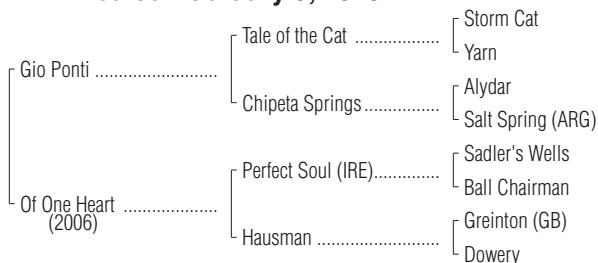 Storm Cat
Tale of the Cat ..................
Yarn
Gio Ponti ..........................
Alydar
Chipeta Springs................
Salt Spring (ARG)
Sadler's Wells
Perfect Soul (IRE)..............
Ball Chairman
Of One Heart ....................
(2006)
Greinton (GB)
Hausman ..........................
Dowery